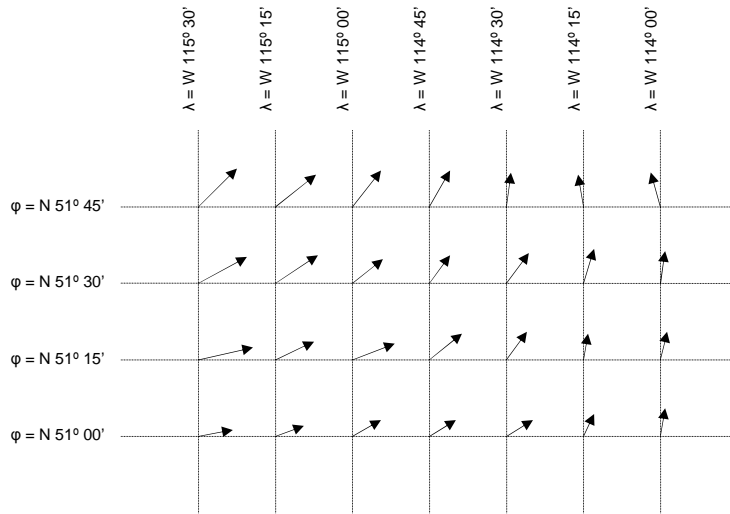 λ = W 115º 30’
λ = W 115º 15’
λ = W 115º 00’
λ = W 114º 45’
λ = W 114º 30’
λ = W 114º 15’
λ = W 114º 00’
φ = N 51º 45’
φ = N 51º 30’
φ = N 51º 15’
φ = N 51º 00’